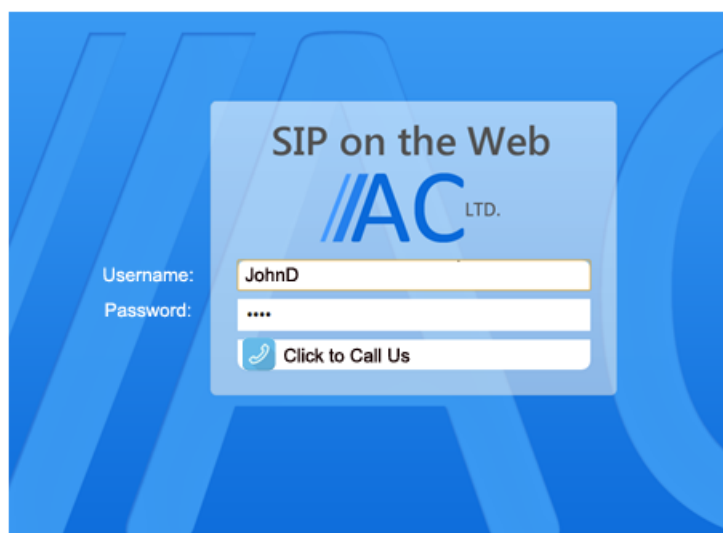 SIP on the Web
//AC LTD.
Username: JohnD
Password: ••••
Click to Call Us